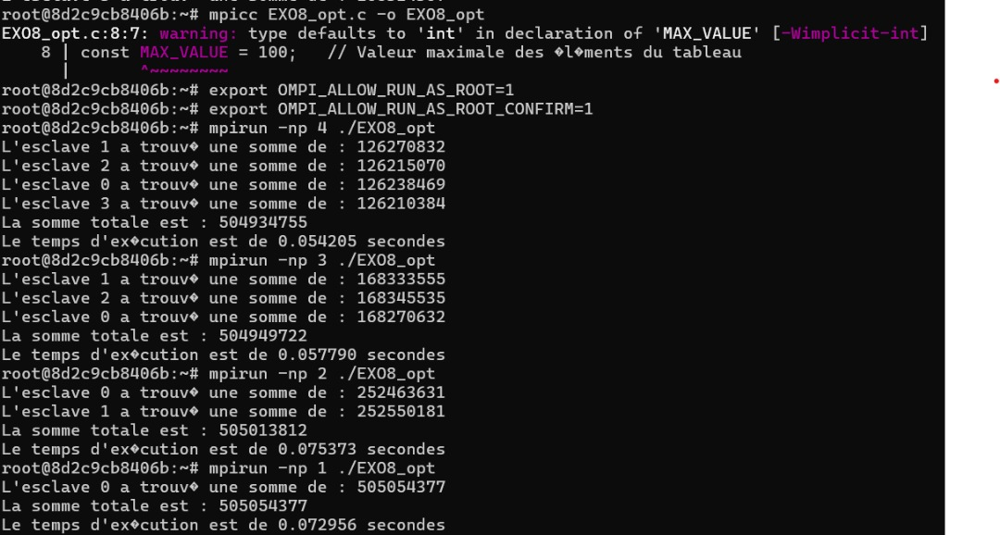 root@8d2c9cb8406b:~# mpicc EXO8_opt.c -o EXO8_opt
EXO8_opt.c:8:7: warning: type defaults to 'int' in declaration of 'MAX_VALUE' [-Wimplicit-int]
    8 | const MAX_VALUE = 100;   // Valeur maximale des �l�ments du tableau
      |       ^~~~~~~~~
root@8d2c9cb8406b:~# export OMPI_ALLOW_RUN_AS_ROOT=1
root@8d2c9cb8406b:~# export OMPI_ALLOW_RUN_AS_ROOT_CONFIRM=1
root@8d2c9cb8406b:~# mpirun -np 4 ./EXO8_opt
L'esclave 1 a trouv� une somme de : 126270832
L'esclave 2 a trouv� une somme de : 126215070
L'esclave 0 a trouv� une somme de : 126238469
L'esclave 3 a trouv� une somme de : 126210384
La somme totale est : 504934755
Le temps d'ex�cution est de 0.054205 secondes
root@8d2c9cb8406b:~# mpirun -np 3 ./EXO8_opt
L'esclave 1 a trouv� une somme de : 168333555
L'esclave 2 a trouv� une somme de : 168345535
L'esclave 0 a trouv� une somme de : 168270632
La somme totale est : 504949722
Le temps d'ex�cution est de 0.057790 secondes
root@8d2c9cb8406b:~# mpirun -np 2 ./EXO8_opt
L'esclave 0 a trouv� une somme de : 252463631
L'esclave 1 a trouv� une somme de : 252550181
La somme totale est : 505013812
Le temps d'ex�cution est de 0.075373 secondes
root@8d2c9cb8406b:~# mpirun -np 1 ./EXO8_opt
L'esclave 0 a trouv� une somme de : 505054377
La somme totale est : 505054377
Le temps d'ex�cution est de 0.072956 secondes